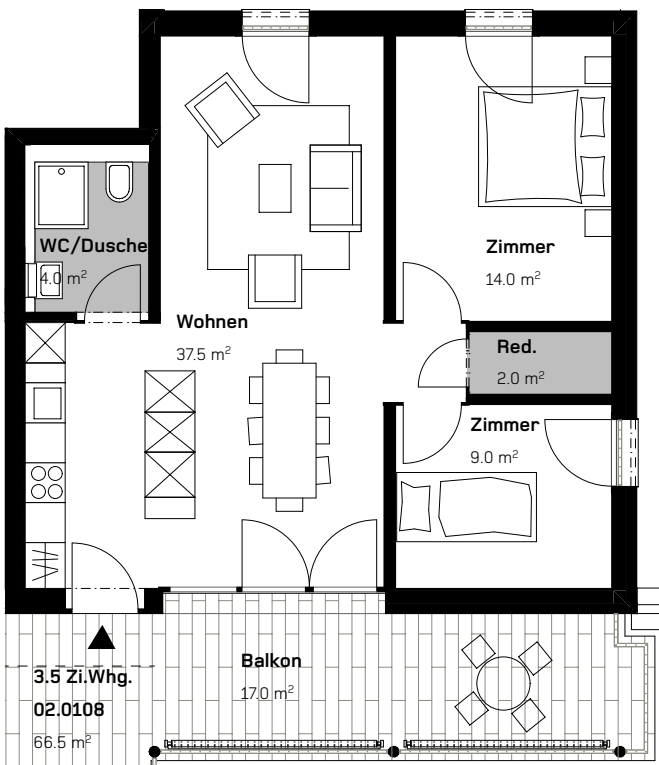 WC/Dusche
4.0 m²
Wohnen
37.5 m²
Zimmer
14.0 m²
Red.
2.0 m²
Zimmer
9.0 m²
Balkon
17.0 m²
3.5 Zi.Whg.
02.0108
66.5 m²